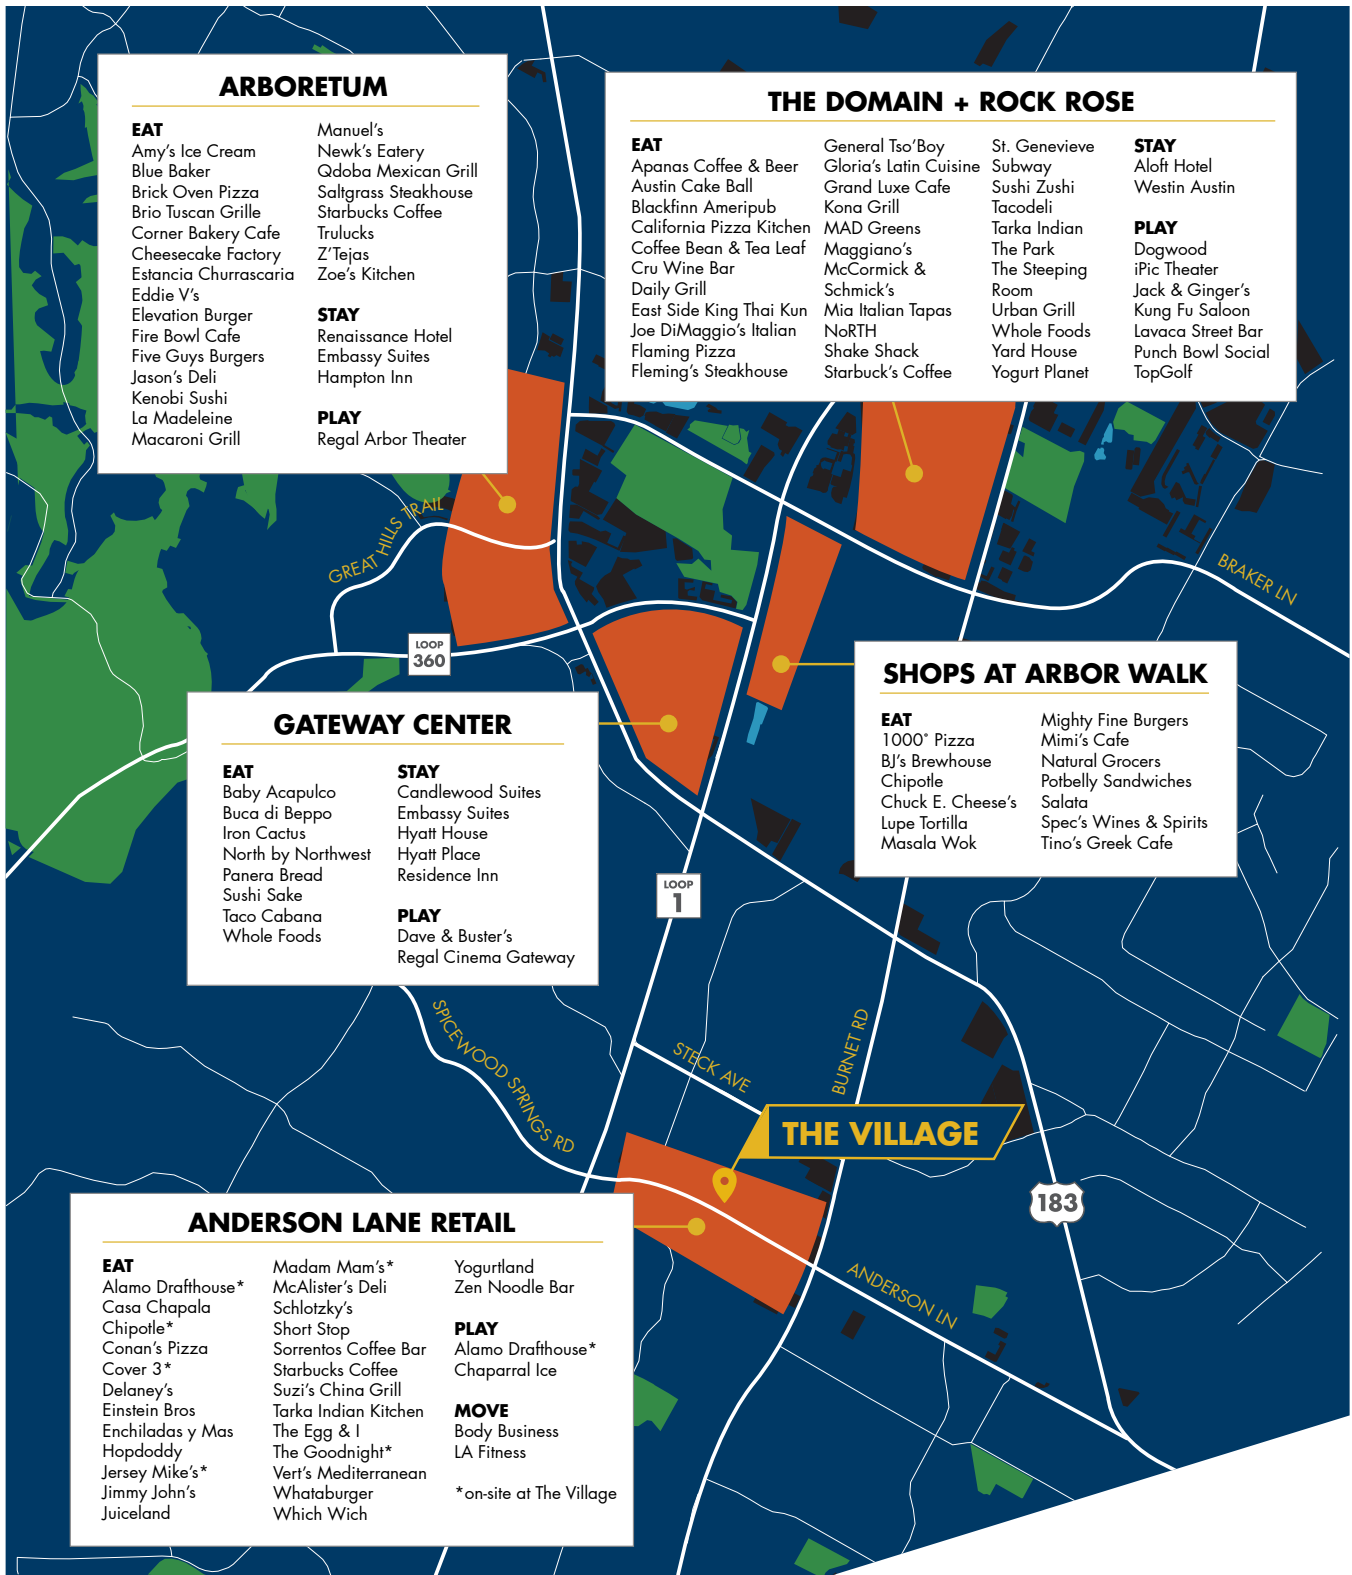 ARBORETUM
EAT
Amy's Ice Cream
Blue Baker
Brick Oven Pizza
Brio Tuscan Grille
Corner Bakery Cafe
Cheesecake Factory
Estancia Churrascaria
Eddie V's
Elevation Burger
Fire Bowl Cafe
Five Guys Burgers
Jason's Deli
Kenobi Sushi
La Madeleine
Macaroni Grill
Manuel's
Newk's Eatery
Qdoba Mexican Grill
Saltgrass Steakhouse
Starbucks Coffee
Trulucks
Z'Tejas
Zoe's Kitchen
STAY
Renaissance Hotel
Embassy Suites
Hampton Inn
PLAY
Regal Arbor Theater
THE DOMAIN + ROCK ROSE
EAT
Apanas Coffee & Beer
Austin Cake Ball
Blackfinn Ameripub
California Pizza Kitchen
Coffee Bean & Tea Leaf
Cru Wine Bar
Daily Grill
East Side King Thai Kun
Joe DiMaggio's Italian
Flaming Pizza
Fleming's Steakhouse
General Tso'Boy
Gloria's Latin Cuisine
Grand Luxe Cafe
Kona Grill
MAD Greens
Maggiano's
McCormick &
Schmick's
Mia Italian Tapas
NoRTH
Shake Shack
Starbuck's Coffee
St. Genevieve
Subway
Sushi Zushi
Tacodeli
Tarka Indian
The Park
The Steeping
Room
Urban Grill
Whole Foods
Yard House
Yogurt Planet
STAY
Aloft Hotel
Westin Austin
PLAY
Dogwood
iPic Theater
Jack & Ginger's
Kung Fu Saloon
Lavaca Street Bar
Punch Bowl Social
TopGolf
GREAT HILLS TRAIL
BRAKER LN
LOOP
360
SHOPS AT ARBOR WALK
EAT
1000° Pizza
BJ's Brewhouse
Chipotle
Chuck E. Cheese's
Lupe Tortilla
Masala Wok
Mighty Fine Burgers
Mimi's Cafe
Natural Grocers
Potbelly Sandwiches
Salata
Spec's Wines & Spirits
Tino's Greek Cafe
GATEWAY CENTER
EAT
Baby Acapulco
Buca di Beppo
Iron Cactus
North by Northwest
Panera Bread
Sushi Sake
Taco Cabana
Whole Foods
STAY
Candlewood Suites
Embassy Suites
Hyatt House
Hyatt Place
Residence Inn
PLAY
Dave & Buster's
Regal Cinema Gateway
LOOP
1
SPICEWOOD SPRINGS RD
STECK AVE
BURNET RD
THE VILLAGE
183
ANDERSON LN
ANDERSON LANE RETAIL
EAT
Alamo Drafthouse*
Casa Chapala
Chipotle*
Conan's Pizza
Cover 3*
Delaney's
Einstein Bros
Enchiladas y Mas
Hopdoddy
Jersey Mike's*
Jimmy John's
Juiceland
Madam Mam's*
McAlister's Deli
Schlotzky's
Short Stop
Sorrentos Coffee Bar
Starbucks Coffee
Suzi's China Grill
Tarka Indian Kitchen
The Egg & I
The Goodnight*
Vert's Mediterranean
Whataburger
Which Wich
Yogurtland
Zen Noodle Bar
PLAY
Alamo Drafthouse*
Chaparral Ice
MOVE
Body Business
LA Fitness
*on-site at The Village